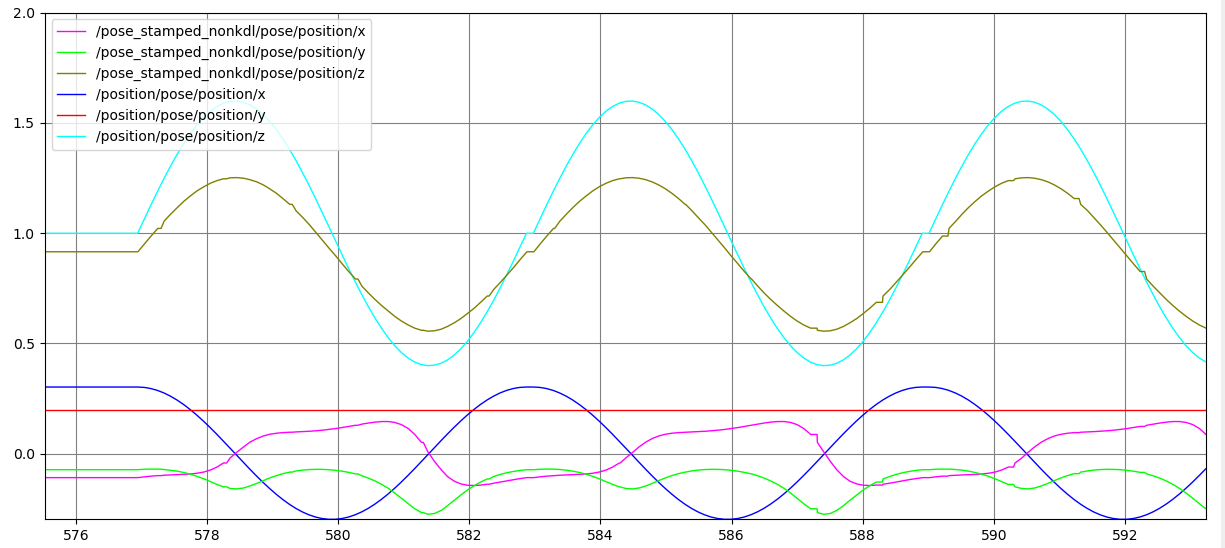 2.0
/pose_stamped_nonkdl/pose/position/x
/pose_stamped_nonkdl/pose/position/y
/pose_stamped_nonkdl/pose/position/z
/position/pose/position/x
/position/pose/position/y
/position/pose/position/z
1.5
1.0
0.5
0.0
576 578 580 582 584 586 588 590 592